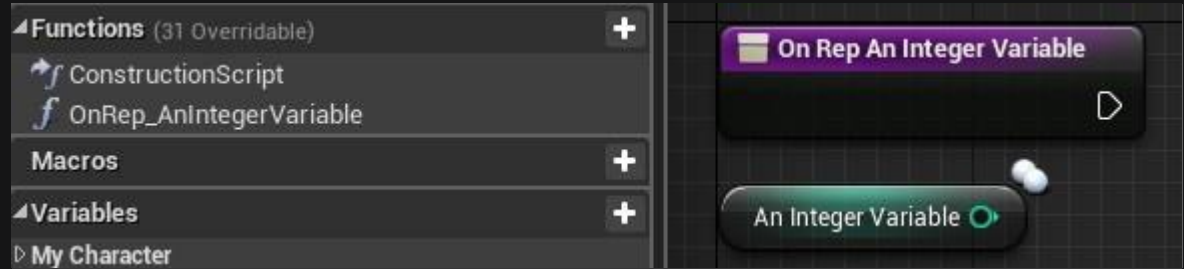 Functions (31 Overridable)
ConstructionScript
OnRep_AnIntegerVariable
Macros
Variables
My Character
On Rep An Integer Variable
An Integer Variable